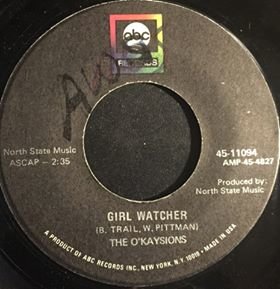 abc
RECORDS
North State Music
ASCAP – 2:35
45-11094
AMP-45-4827
Produced by:
North State Music
GIRL WATCHER
(B. TRAIL, W. PITTMAN)
THE O'KAYSIONS
A PRODUCT OF ABC RECORDS INC. NEW YORK, N.Y. 10019 • MADE IN U.S.A.